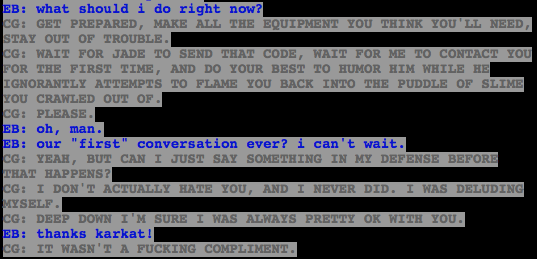 EB: what should i do right now?
CG: GET PREPARED, MAKE ALL THE EQUIPMENT YOU THINK YOU'LL NEED,
STAY OUT OF TROUBLE.
CG: WAIT FOR JADE TO SEND THAT CODE, WAIT FOR ME TO CONTACT YOU
FOR THE FIRST TIME, AND DO YOUR BEST TO HUMOR HIM WHILE HE
IGNORANTLY ATTEMPTS TO FLAME YOU BACK INTO THE PUDDLE OF SLIME
YOU CRAWLED OUT OF.
CG: PLEASE.
EB: oh, man.
EB: our "first" conversation ever? i can't wait.
CG: YEAH, BUT CAN I JUST SAY SOMETHING IN MY DEFENSE BEFORE
THAT HAPPENS?
CG: I DON'T ACTUALLY HATE YOU, AND I NEVER DID. I WAS DELUDING
MYSELF.
CG: DEEP DOWN I'M SURE I WAS ALWAYS PRETTY OK WITH YOU.
EB: thanks karkat!
CG: IT WASN'T A FUCKING COMPLIMENT.